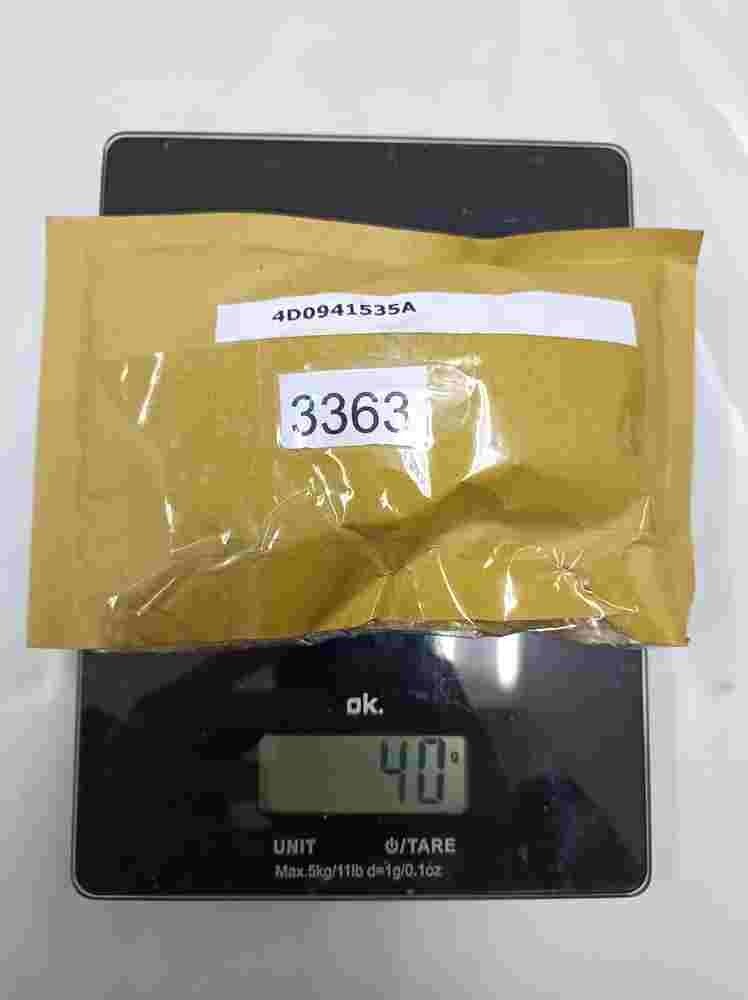 4D0941535A
3363
ok.
40 g
UNIT ⏻/TARE
Max.5kg/11lb d=1g/0.1oz